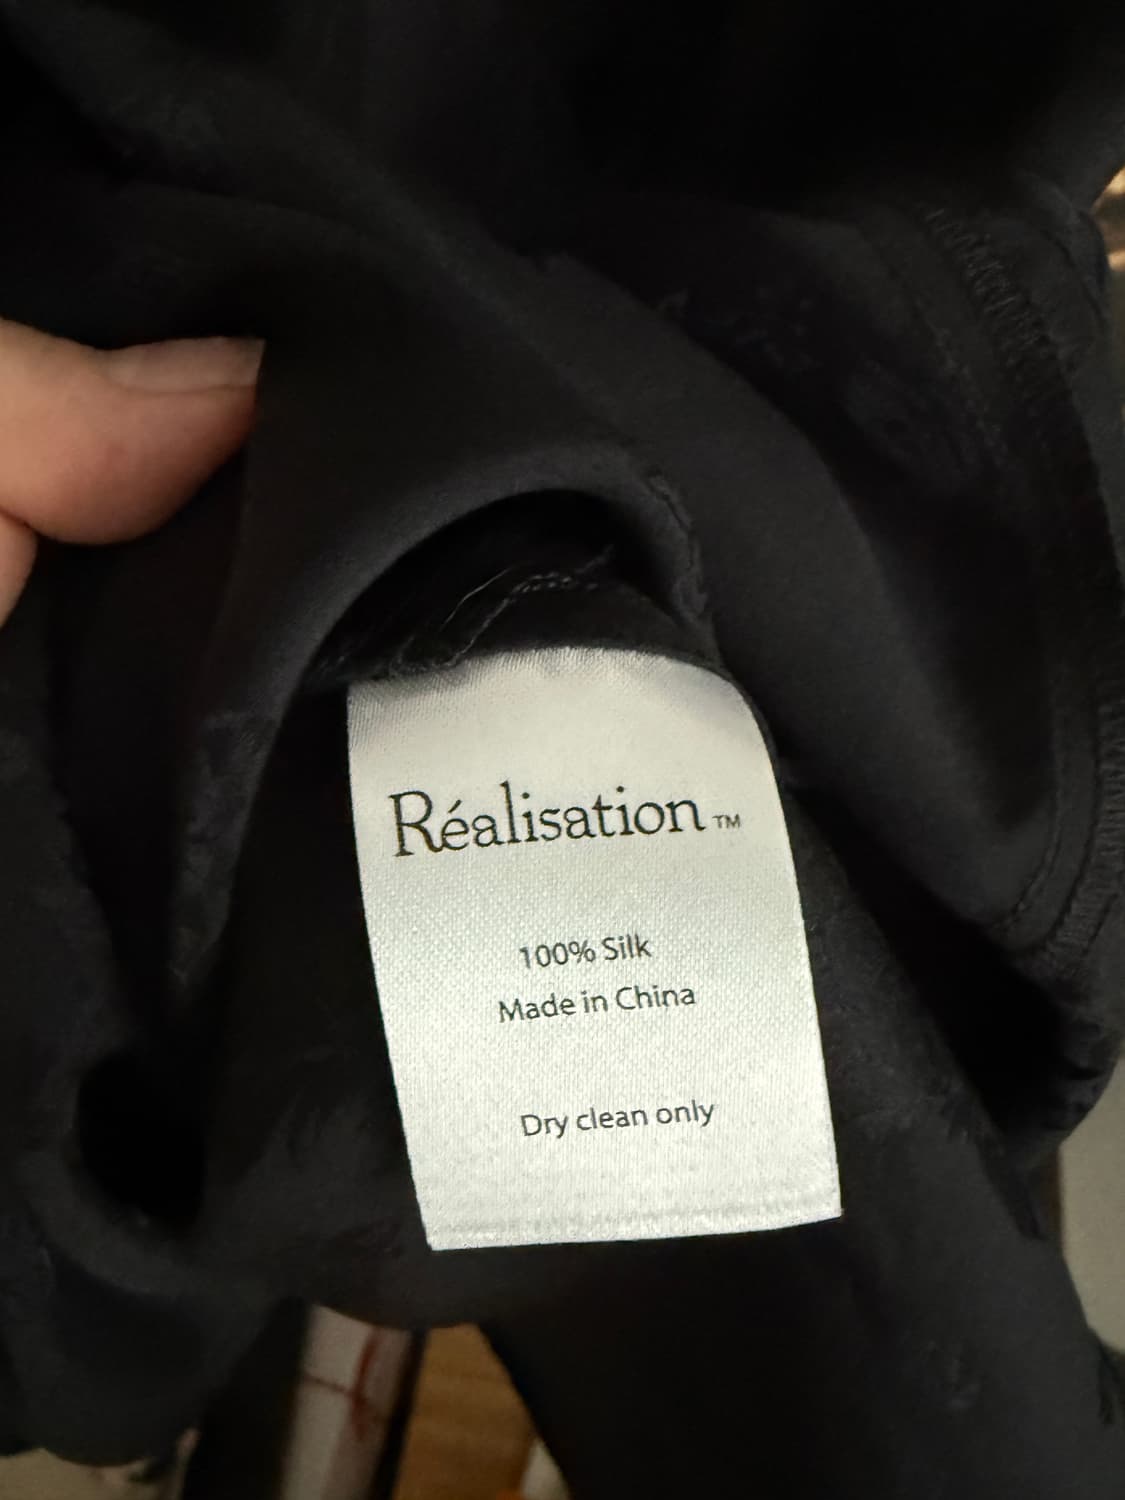 Réalisation™
100% Silk
Made in China
Dry clean only